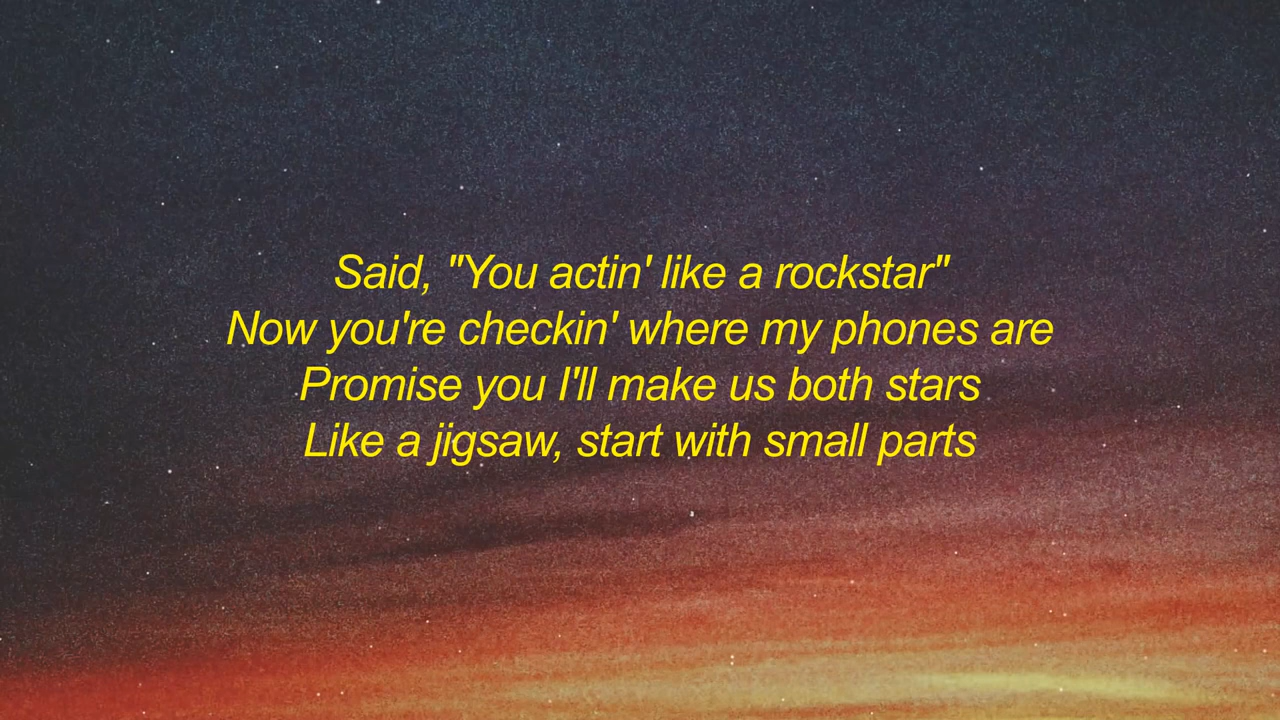 Said, "You actin' like a rockstar"
Now you're checkin' where my phones are
Promise you I'll make us both stars
Like a jigsaw, start with small parts